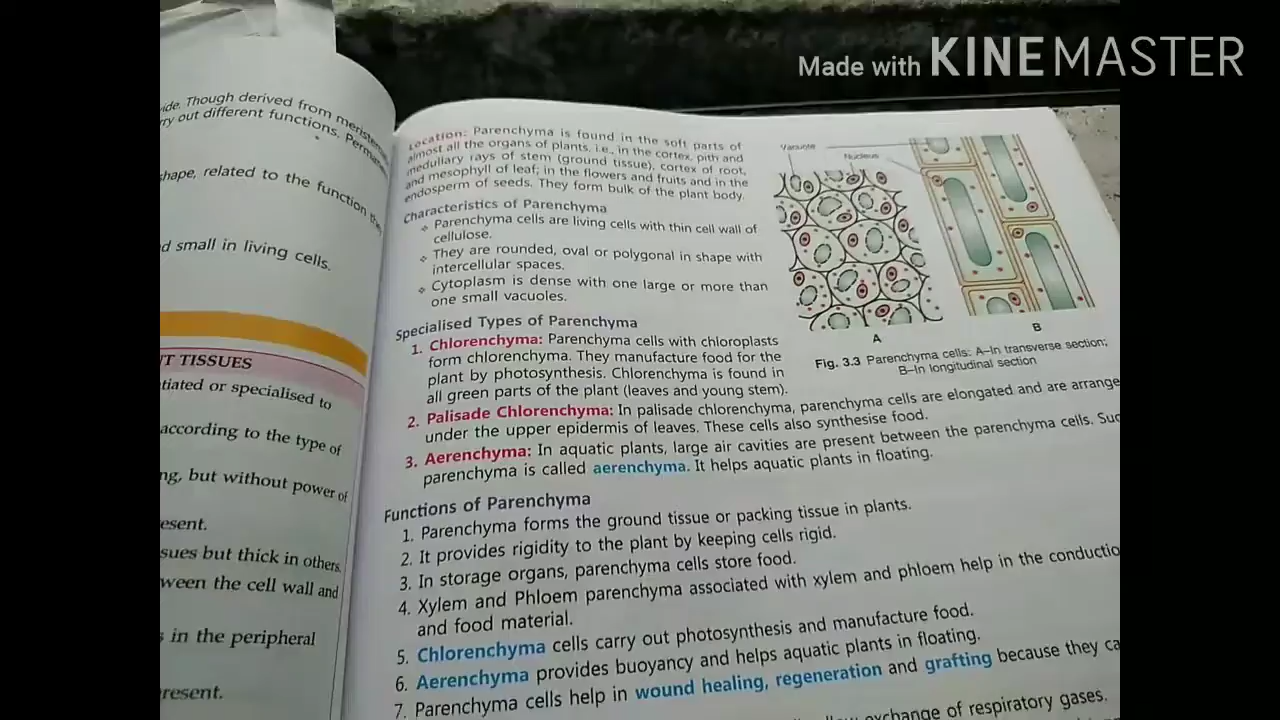 Made with KINEMASTER
Though derived from
out different functions.
shape, related to the function
small in living cells.
TISSUES
or specialised to
according to the type of
but without power of
but thick in others.
the cell wall and
in the peripheral
Location: Parenchyma is found in the soft parts of
almost all the organs of plants, i.e., in the cortex, pith and
medullary rays of stem (ground tissue), cortex of root,
and mesophyll of leaf; in the flowers and fruits and in the
endosperm of seeds. They form bulk of the plant body.
Characteristics of Parenchyma
Parenchyma cells are living cells with thin cell wall of
cellulose.
They are rounded, oval or polygonal in shape with
intercellular spaces.
Cytoplasm is dense with one large or more than
one small vacuoles.
Vacuole
Nucleus
A
B
Fig. 3.3 Parenchyma cells: A–In transverse section;
B–In longitudinal section
Specialised Types of Parenchyma
1. Chlorenchyma: Parenchyma cells with chloroplasts
form chlorenchyma. They manufacture food for the
plant by photosynthesis. Chlorenchyma is found in
all green parts of the plant (leaves and young stem).
2. Palisade Chlorenchyma: In palisade chlorenchyma, parenchyma cells are elongated and are arrange
under the upper epidermis of leaves. These cells also synthesise food.
3. Aerenchyma: In aquatic plants, large air cavities are present between the parenchyma cells. Suc
parenchyma is called aerenchyma. It helps aquatic plants in floating.
Functions of Parenchyma
1. Parenchyma forms the ground tissue or packing tissue in plants.
2. It provides rigidity to the plant by keeping cells rigid.
3. In storage organs, parenchyma cells store food.
4. Xylem and Phloem parenchyma associated with xylem and phloem help in the conductio
and food material.
5. Chlorenchyma cells carry out photosynthesis and manufacture food.
6. Aerenchyma provides buoyancy and helps aquatic plants in floating.
7. Parenchyma cells help in wound healing, regeneration and grafting because they ca
exchange of respiratory gases.